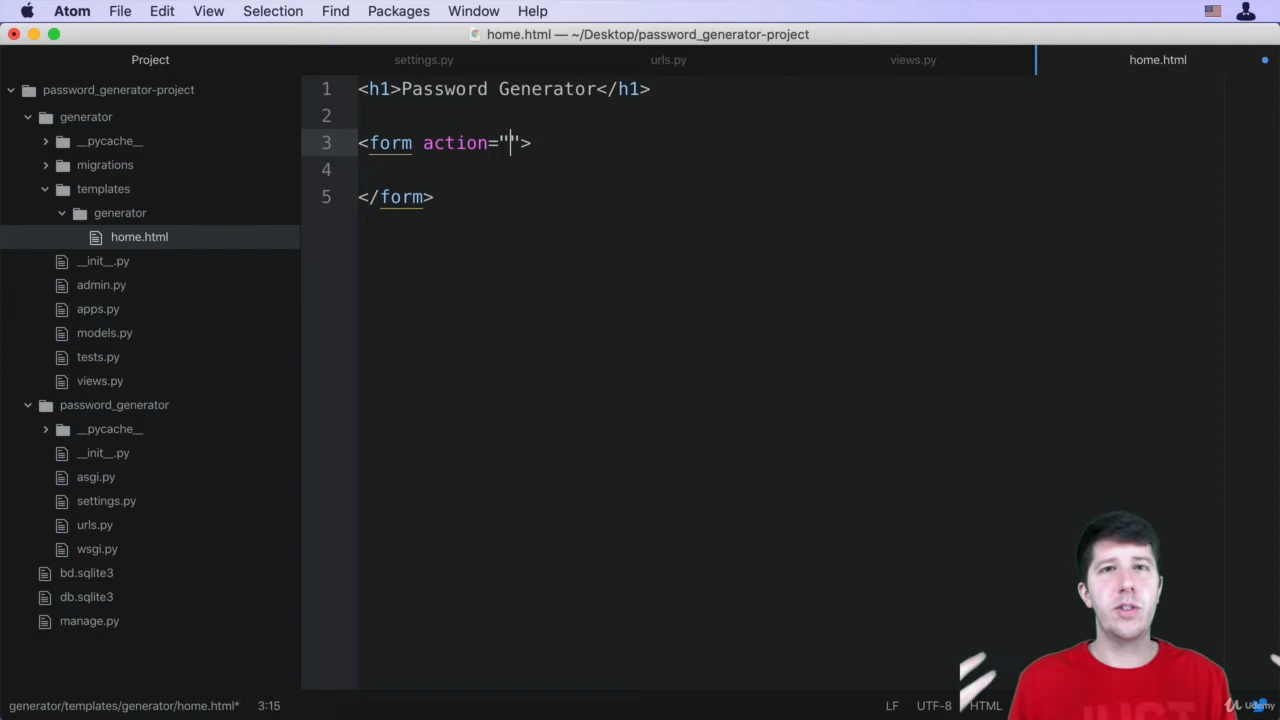 Atom File Edit View Selection Find Packages Window Help
home.html — ~/Desktop/password_generator-project
Project
settings.py
urls.py
views.py
home.html
password_generator-project
generator
__pycache__
migrations
templates
generator
home.html
__init__.py
admin.py
apps.py
models.py
tests.py
views.py
password_generator
__pycache__
__init__.py
asgi.py
settings.py
urls.py
wsgi.py
bd.sqlite3
db.sqlite3
manage.py
1 <h1>Password Generator</h1>
2
3 <form action="">
4
5 </form>
generator/templates/generator/home.html* 3:15
LF UTF-8 HTML
Udemy